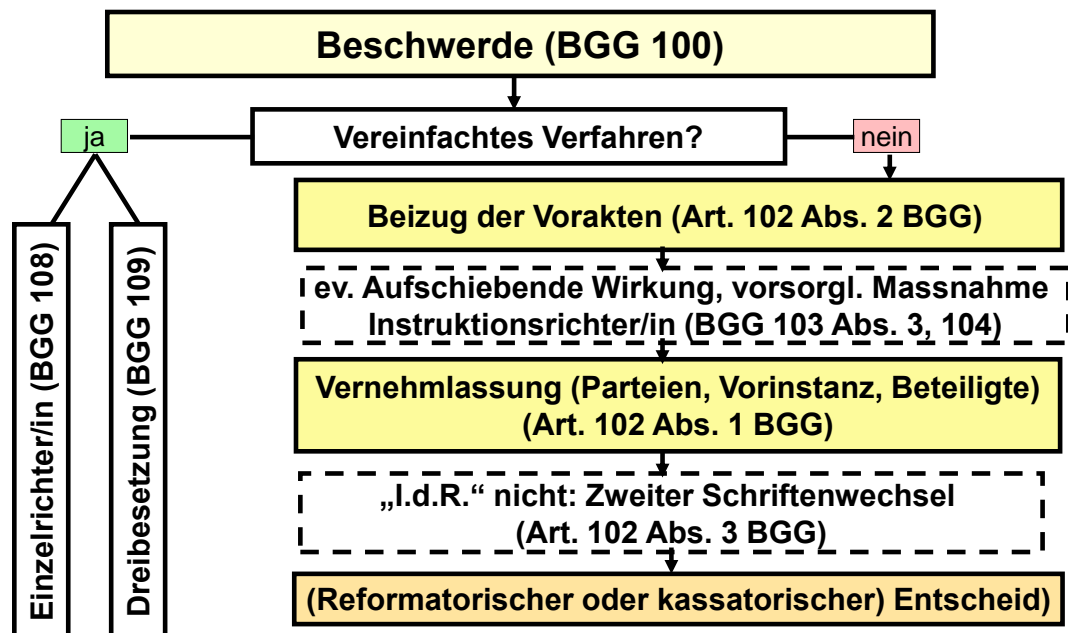 Beschwerde (BGG 100)
ja
Vereinfachtes Verfahren?
nein
Einzelrichter/in (BGG 108)
Dreibesetzung (BGG 109)
Beizug der Vorakten (Art. 102 Abs. 2 BGG)
ev. Aufschiebende Wirkung, vorsorgl. Massnahme
Instruktionsrichter/in (BGG 103 Abs. 3, 104)
Vernehmlassung (Parteien, Vorinstanz, Beteiligte)
(Art. 102 Abs. 1 BGG)
„I.d.R.“ nicht: Zweiter Schriftenwechsel
(Art. 102 Abs. 3 BGG)
(Reformatorischer oder kassatorischer) Entscheid)